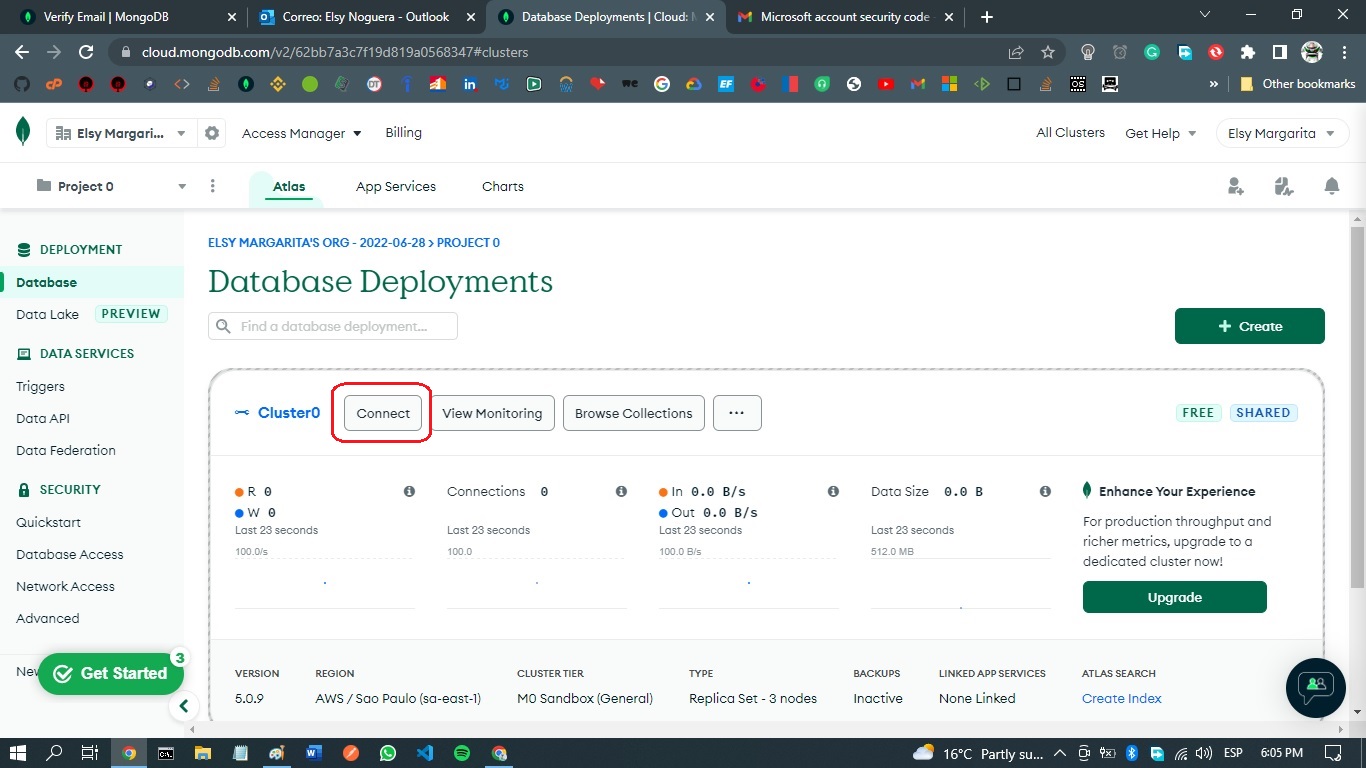 Verify Email | MongoDB
Correo: Elsy Noguera - Outlook
Database Deployments | Cloud: M
Microsoft account security code -
cloud.mongodb.com/v2/62bb7a3c7f19d819a0568347#clusters
Other bookmarks
Elsy Margari...
Access Manager
Billing
All Clusters
Get Help
Elsy Margarita
Project 0
Atlas
App Services
Charts
DEPLOYMENT
Database
Data Lake PREVIEW
DATA SERVICES
Triggers
Data API
Data Federation
SECURITY
Quickstart
Database Access
Network Access
Advanced
New
Get Started 3
ELSY MARGARITA'S ORG - 2022-06-28 > PROJECT 0
Database Deployments
Find a database deployment...
+ Create
Cluster0
Connect
View Monitoring
Browse Collections
...
FREE
SHARED
R 0
W 0
Last 23 seconds
100.0/s
Connections 0
Last 23 seconds
100.0
In 0.0 B/s
Out 0.0 B/s
Last 23 seconds
100.0 B/s
Data Size 0.0 B
Last 23 seconds
512.0 MB
Enhance Your Experience
For production throughput and
richer metrics, upgrade to a
dedicated cluster now!
Upgrade
VERSION
5.0.9
REGION
AWS / Sao Paulo (sa-east-1)
CLUSTER TIER
M0 Sandbox (General)
TYPE
Replica Set - 3 nodes
BACKUPS
Inactive
LINKED APP SERVICES
None Linked
ATLAS SEARCH
Create Index
16°C Partly su...
ESP
6:05 PM